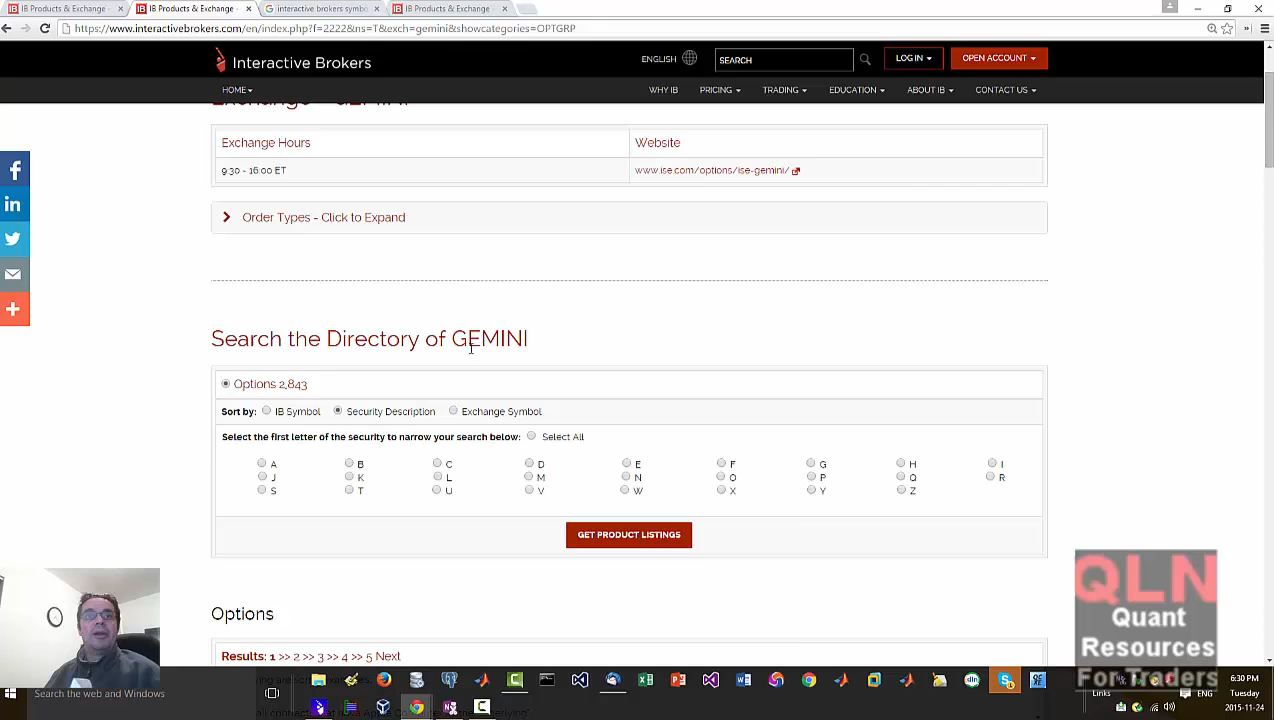 IB Products & Exchange
IB Products & Exchange
interactive brokers symbo
IB Products & Exchange
https://www.interactivebrokers.com/en/index.php?f=2222&ns=T&exch=gemini&showcategories=OPTGRP
Interactive Brokers
ENGLISH
SEARCH
LOG IN
OPEN ACCOUNT
HOME
WHY IB
PRICING
TRADING
EDUCATION
ABOUT IB
CONTACT US
Exchange - GEMINI
Exchange Hours
Website
9:30 - 16:00 ET
www.ise.com/options/ise-gemini/
Order Types - Click to Expand
Search the Directory of GEMINI
Options 2,843
Sort by: IB Symbol Security Description Exchange Symbol
Select the first letter of the security to narrow your search below: Select All
A B C D E F G H I
J K L M N O P Q R
S T U V W X Y Z
GET PRODUCT LISTINGS
QLN
Quant
Resources
For Traders
Options
Results: 1 >> 2 >> 3 >> 4 >> 5 Next
Search the web and Windows
Links
ENG
6:30 PM
Tuesday
2015-11-24